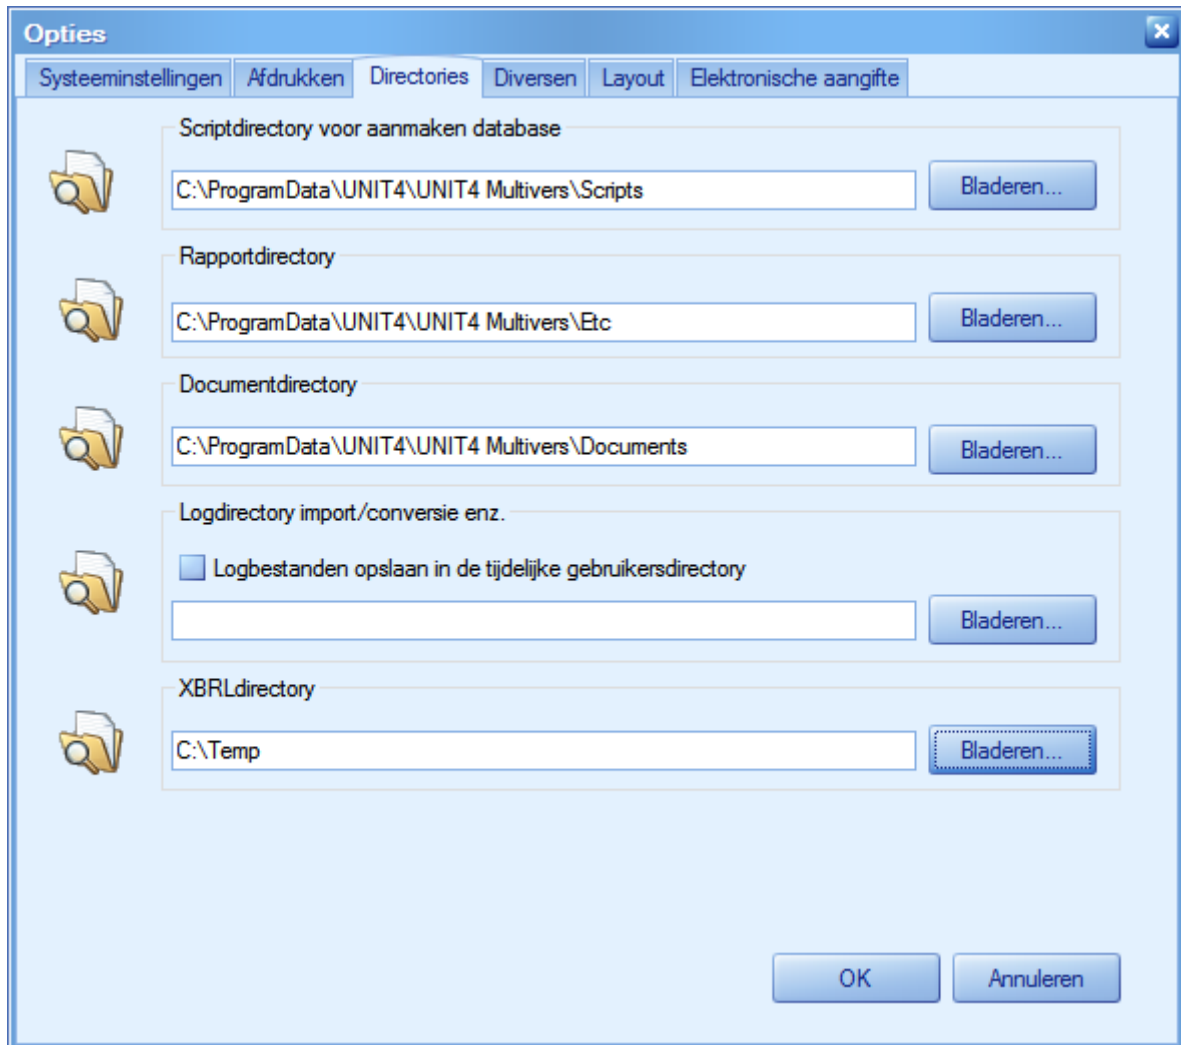 Opties
Systeeminstellingen Afdrukken Directories Diversen Layout Elektronische aangifte
Scriptdirectory voor aanmaken database
C:\ProgramData\UNIT4\UNIT4 Multivers\Scripts Bladeren...
Rapportdirectory
C:\ProgramData\UNIT4\UNIT4 Multivers\Etc Bladeren...
Documentdirectory
C:\ProgramData\UNIT4\UNIT4 Multivers\Documents Bladeren...
Logdirectory import/conversie enz.
Logbestanden opslaan in de tijdelijke gebruikersdirectory
Bladeren...
XBRLdirectory
C:\Temp Bladeren...
OK Annuleren